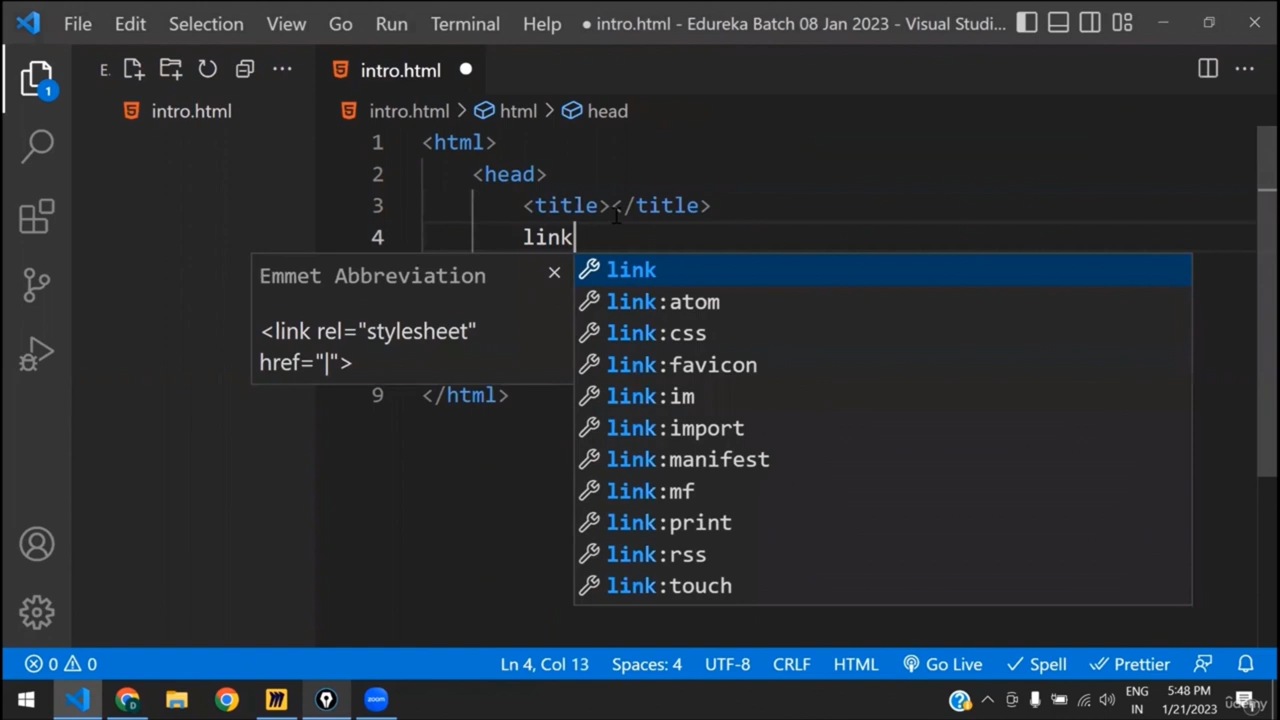 File Edit Selection View Go Run Terminal Help ● intro.html - Edureka Batch 08 Jan 2023 - Visual Studi...
E. intro.html ●
1
intro.html intro.html > html > head
1 <html>
2 <head>
3 <title></title>
4 link
Emmet Abbreviation ×
<link rel="stylesheet"
href="|">
link
link:atom
link:css
link:favicon
link:im
link:import
link:manifest
link:mf
link:print
link:rss
link:touch
9 </html>
0 0 Ln 4, Col 13 Spaces: 4 UTF-8 CRLF HTML Go Live Spell Prettier
zoom ENG 5:48 PM
IN 1/21/2023
udemy